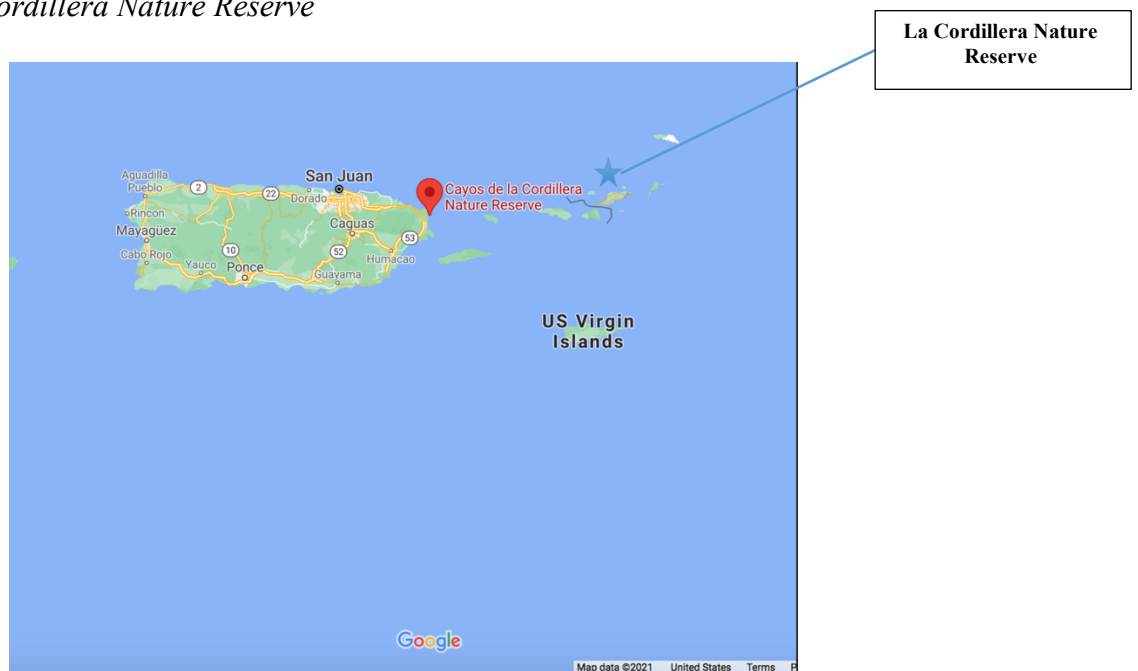 ordillera Nature Reserve
La Cordillera Nature
Reserve
Aguadilla
Pueblo
2
22
San Juan
Dorado
Cayos de la Cordillera
Nature Reserve
Rincon
Mayagüez
Caguas
53
Cabo Rojo
10
52
Humacao
Yauco
Ponce
Guayama
US Virgin
Islands
Google
Map data ©2021 United States Terms P